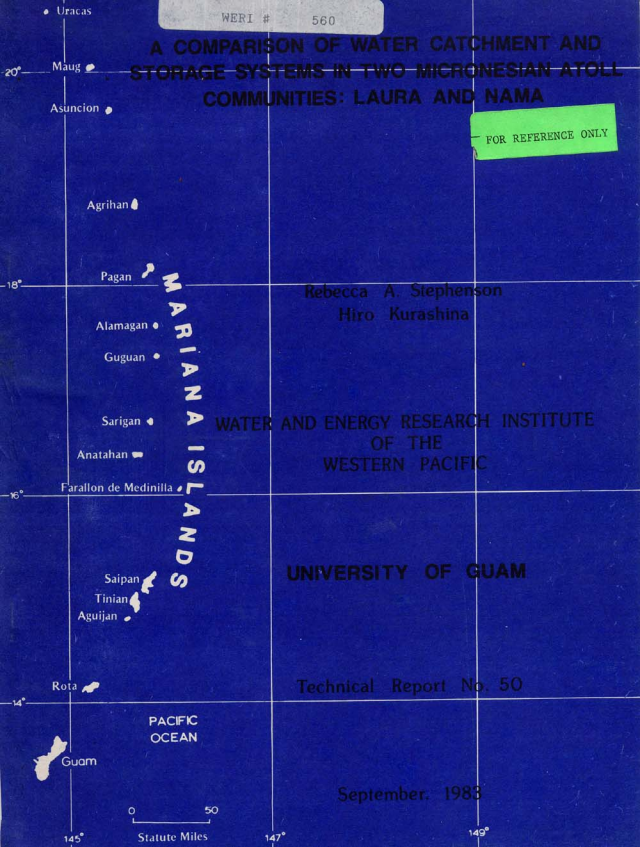 WERI # 560
A COMPARISON OF WATER CATCHMENT AND
STORAGE SYSTEMS IN TWO MICRONESIAN ATOLL
COMMUNITIES: LAURA AND NAMA
FOR REFERENCE ONLY
Rebecca A. Stephenson
Hiro Kurashina
WATER AND ENERGY RESEARCH INSTITUTE
OF THE
WESTERN PACIFIC
UNIVERSITY OF GUAM
Technical Report No. 50
September, 1983
Uracas
Maug
20°
Asuncion
Agrihan
Pagan
18°
MARIANA ISLANDS
Alamagan
Guguan
Sarigan
Anatahan
Farallon de Medinilla
16°
Saipan
Tinian
Aguijan
Rota
14°
PACIFIC
OCEAN
Guam
0 50
Statute Miles
145°
147°
149°